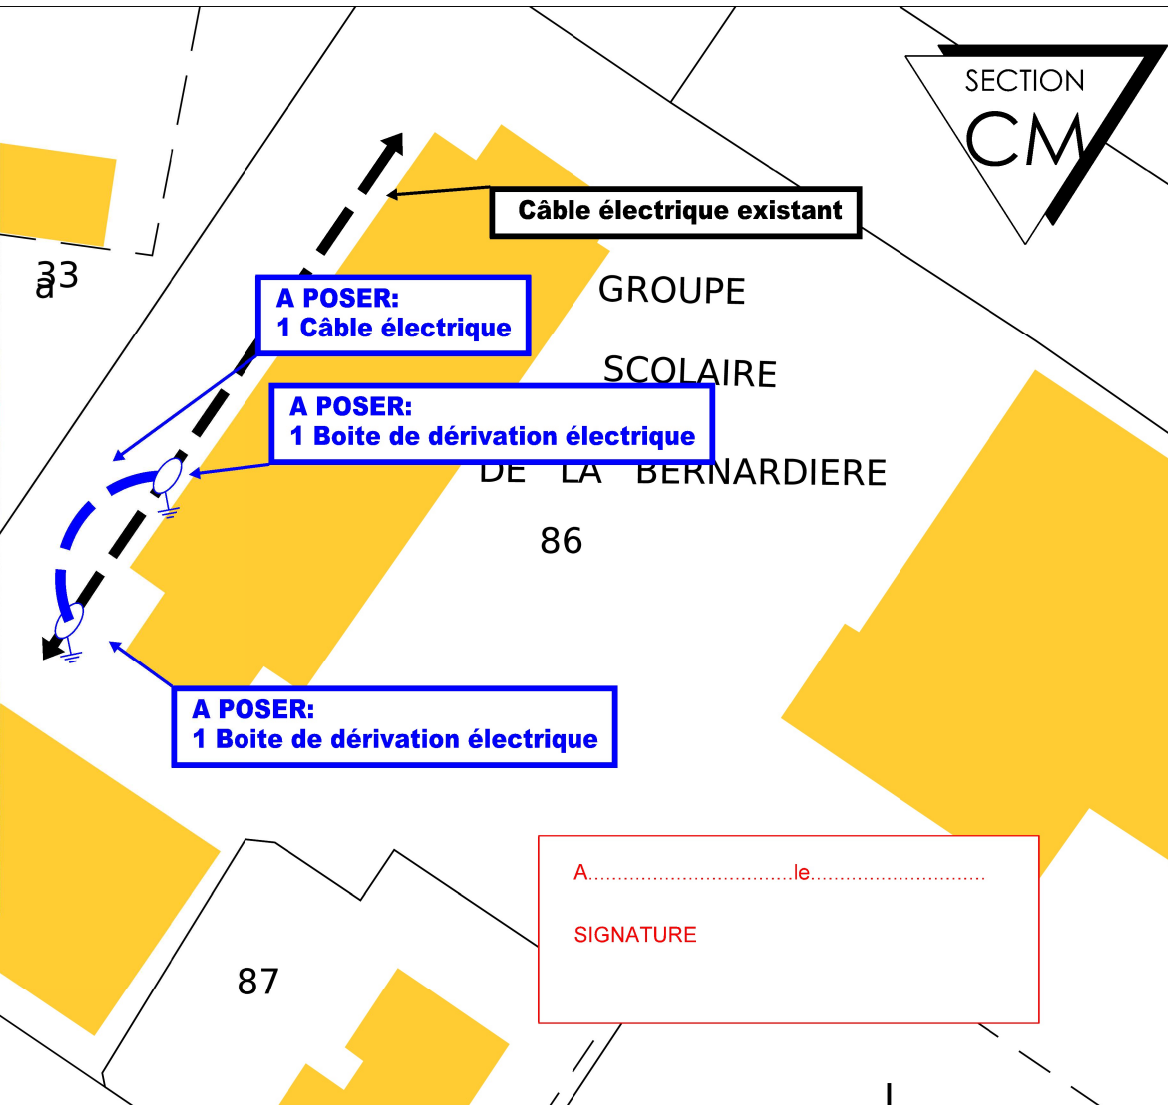 SECTION
CM
Câble électrique existant
33
a
GROUPE
A POSER:
1 Câble électrique
SCOLAIRE
A POSER:
1 Boite de dérivation électrique
DE LA BERNARDIERE
86
A POSER:
1 Boite de dérivation électrique
A...................................le..............................
SIGNATURE
87